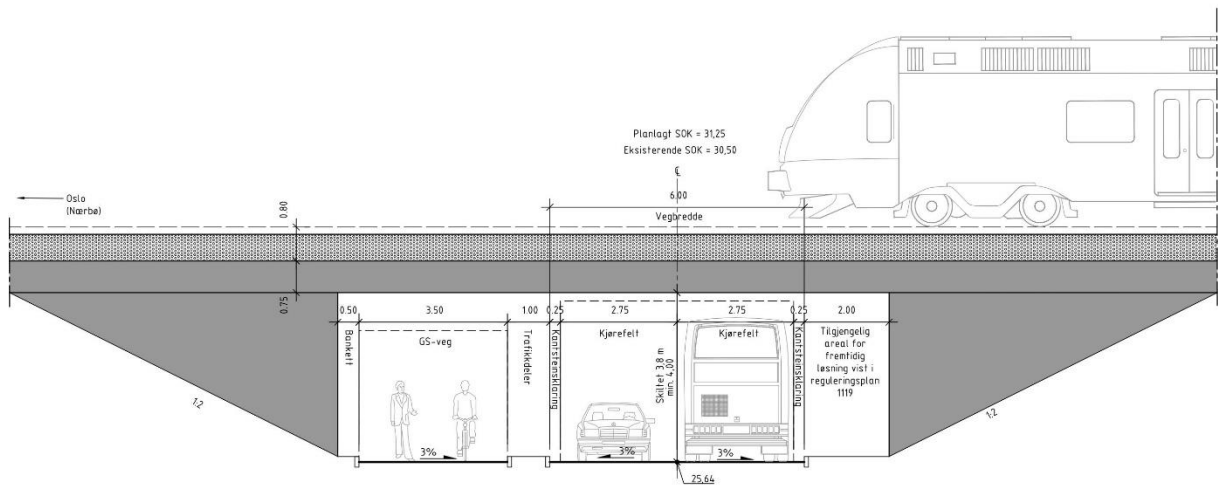 Planlagt SOK = 31,25
Eksisterende SOK = 30,50
℄
6.00
Vegbredde
Oslo
(Nærbø)
0.80
0.75
0.50
3.50
1.00
0.25
2.75
2.75
0.25
2.00
Bankett
GS-veg
Trafikkdeler
Kantsteinsklaring
Kjørefelt
Skiltet 3,8 m
min. 4,00
Kjørefelt
Kantsteinsklaring
Tilgjengelig
areal for
fremtidig
løsning vist i
reguleringsplan
1119
1:2
1:2
3%
3%
3%
25,64